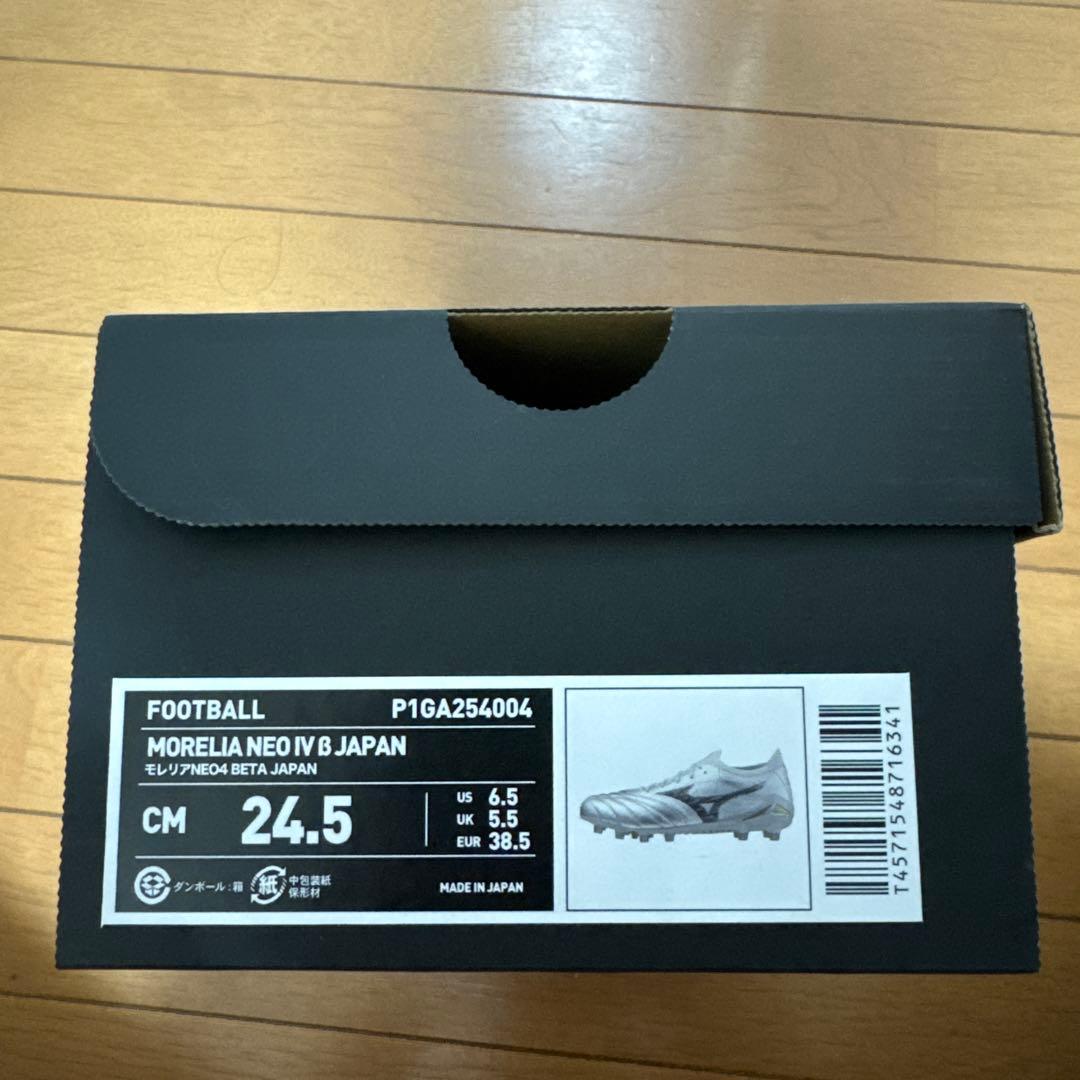 FOOTBALL P1GA254004
MORELIA NEO IV β JAPAN
モレリアNEO4 BETA JAPAN
CM 24.5
US 6.5
UK 5.5
EUR 38.5
ダンボール:箱
紙
中包装紙
保形材
MADE IN JAPAN
T4571548716341